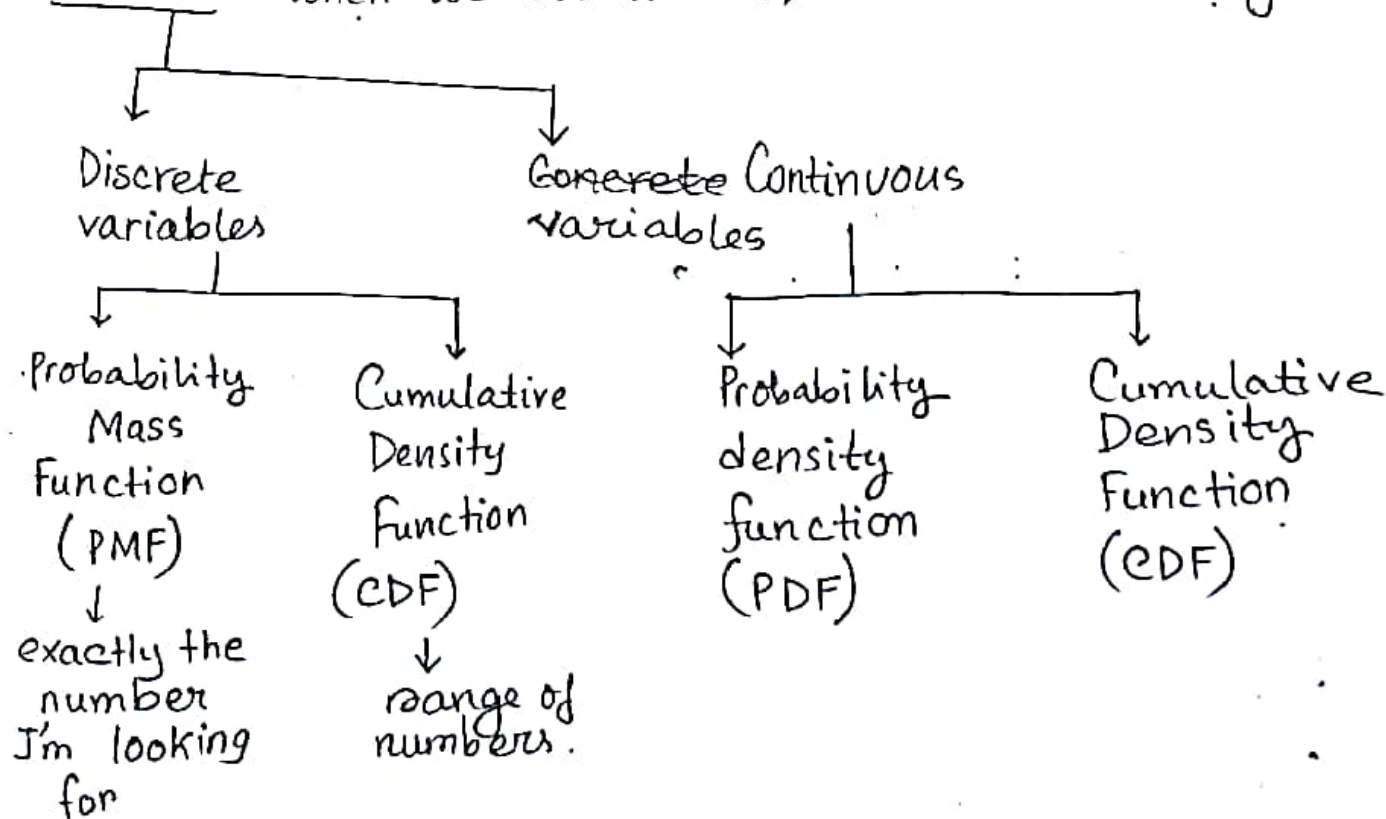 when
Discrete
variables
Concrete Continuous
variables
Probability
Mass
Function
(PMF)
exactly the
number
I'm looking
for
Cumulative
Density
Function
(CDF)
range of
numbers.
Probability
density
function
(PDF)
Cumulative
Density
Function
(CDF)